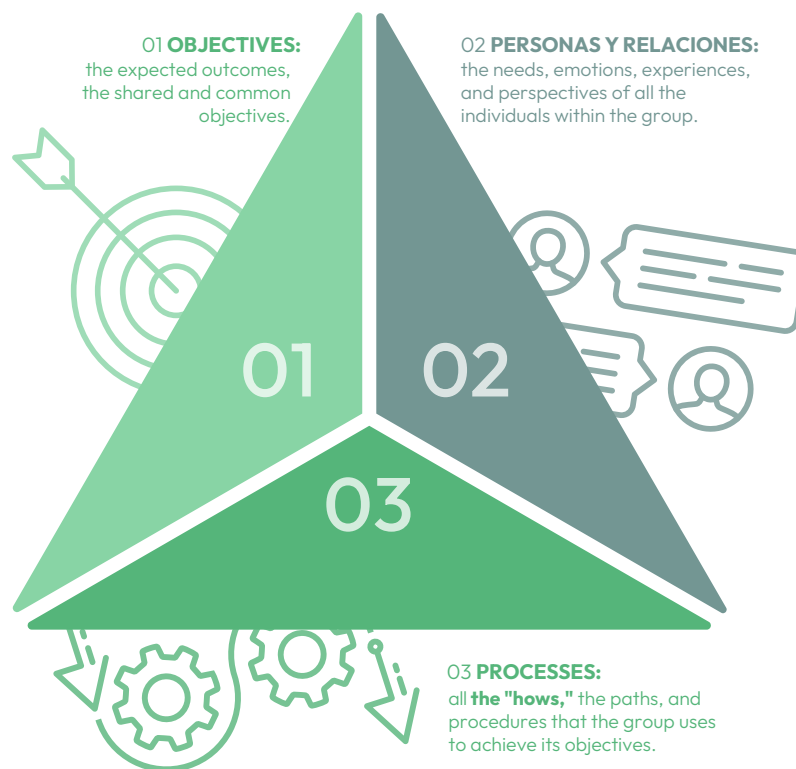 01 OBJECTIVES:
the expected outcomes,
the shared and common
objectives.
02 PERSONAS Y RELACIONES:
the needs, emotions, experiences,
and perspectives of all the
individuals within the group.
01
02
03
03 PROCESSES:
all the "hows," the paths, and
procedures that the group uses
to achieve its objectives.